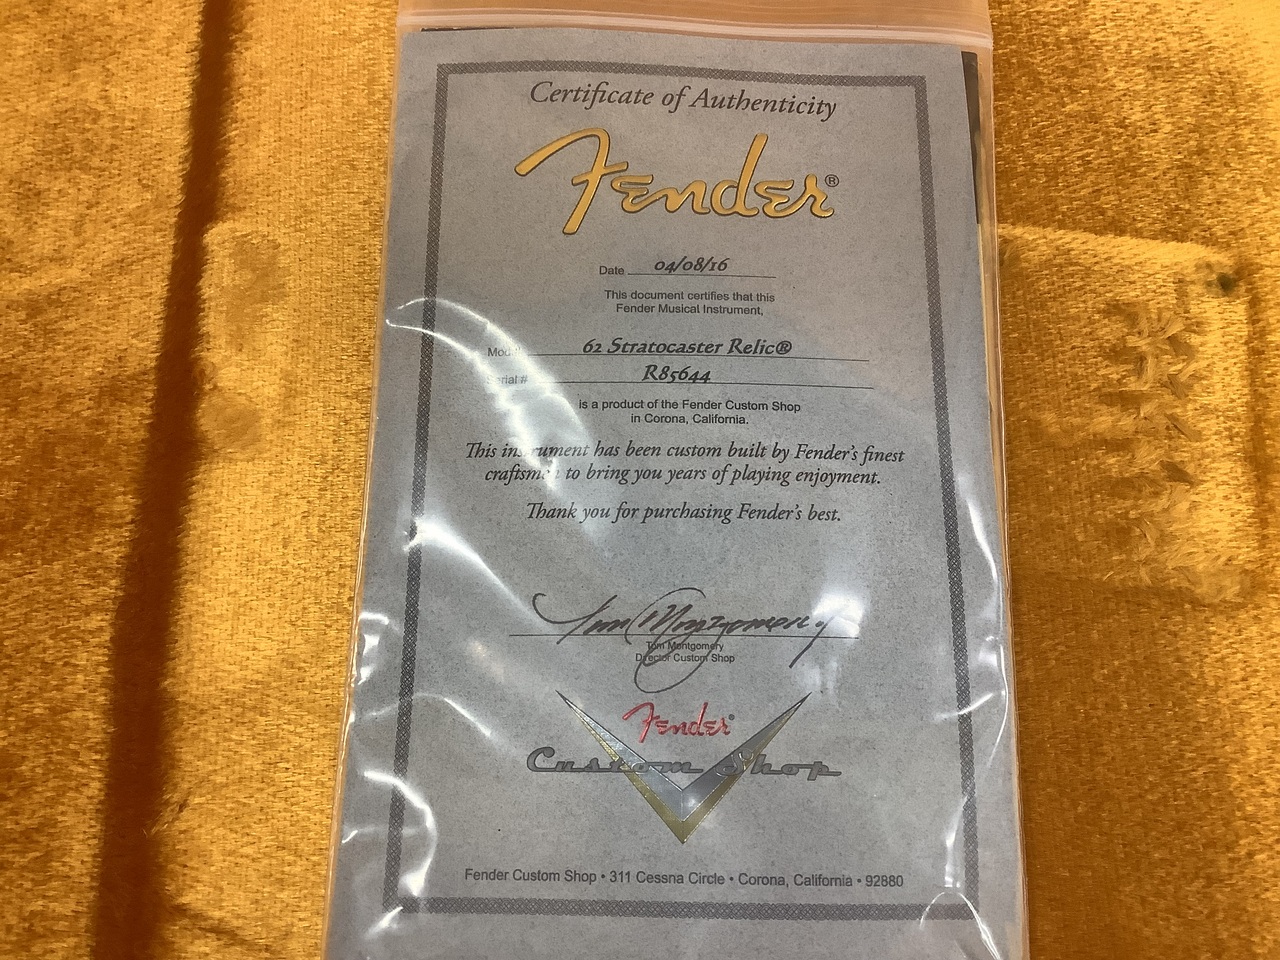 Certificate of Authenticity
Fender®
Date 04/08/16
This document certifies that this
Fender Musical Instrument,
Model 62 Stratocaster Relic®
Serial # R85644
is a product of the Fender Custom Shop
in Corona, California.
This instrument has been custom built by Fender's finest
craftsmen to bring you years of playing enjoyment.
Thank you for purchasing Fender's best.
Tom Montgomery
Tom Montgomery
Director Custom Shop
Fender®
Custom Shop
Fender Custom Shop • 311 Cessna Circle • Corona, California • 92880